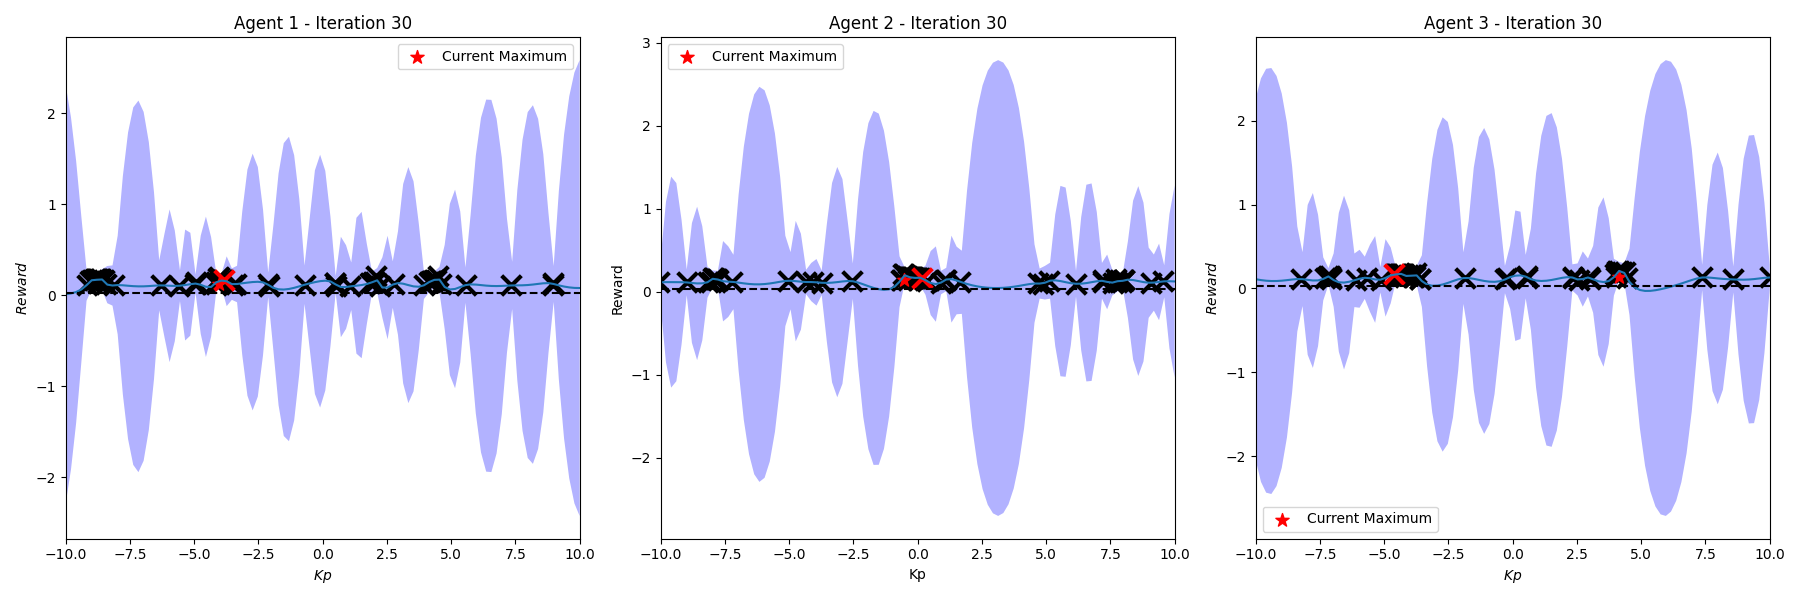 Agent 1 - Iteration 30
Current Maximum
Reward
2
1
0
−1
−2
−10.0 −7.5 −5.0 −2.5 0.0 2.5 5.0 7.5 10.0
Kp
Agent 2 - Iteration 30
Current Maximum
Reward
3
2
1
0
−1
−2
−10.0 −7.5 −5.0 −2.5 0.0 2.5 5.0 7.5 10.0
Kp
Agent 3 - Iteration 30
Reward
2
1
0
−1
−2
Current Maximum
−10.0 −7.5 −5.0 −2.5 0.0 2.5 5.0 7.5 10.0
Kp